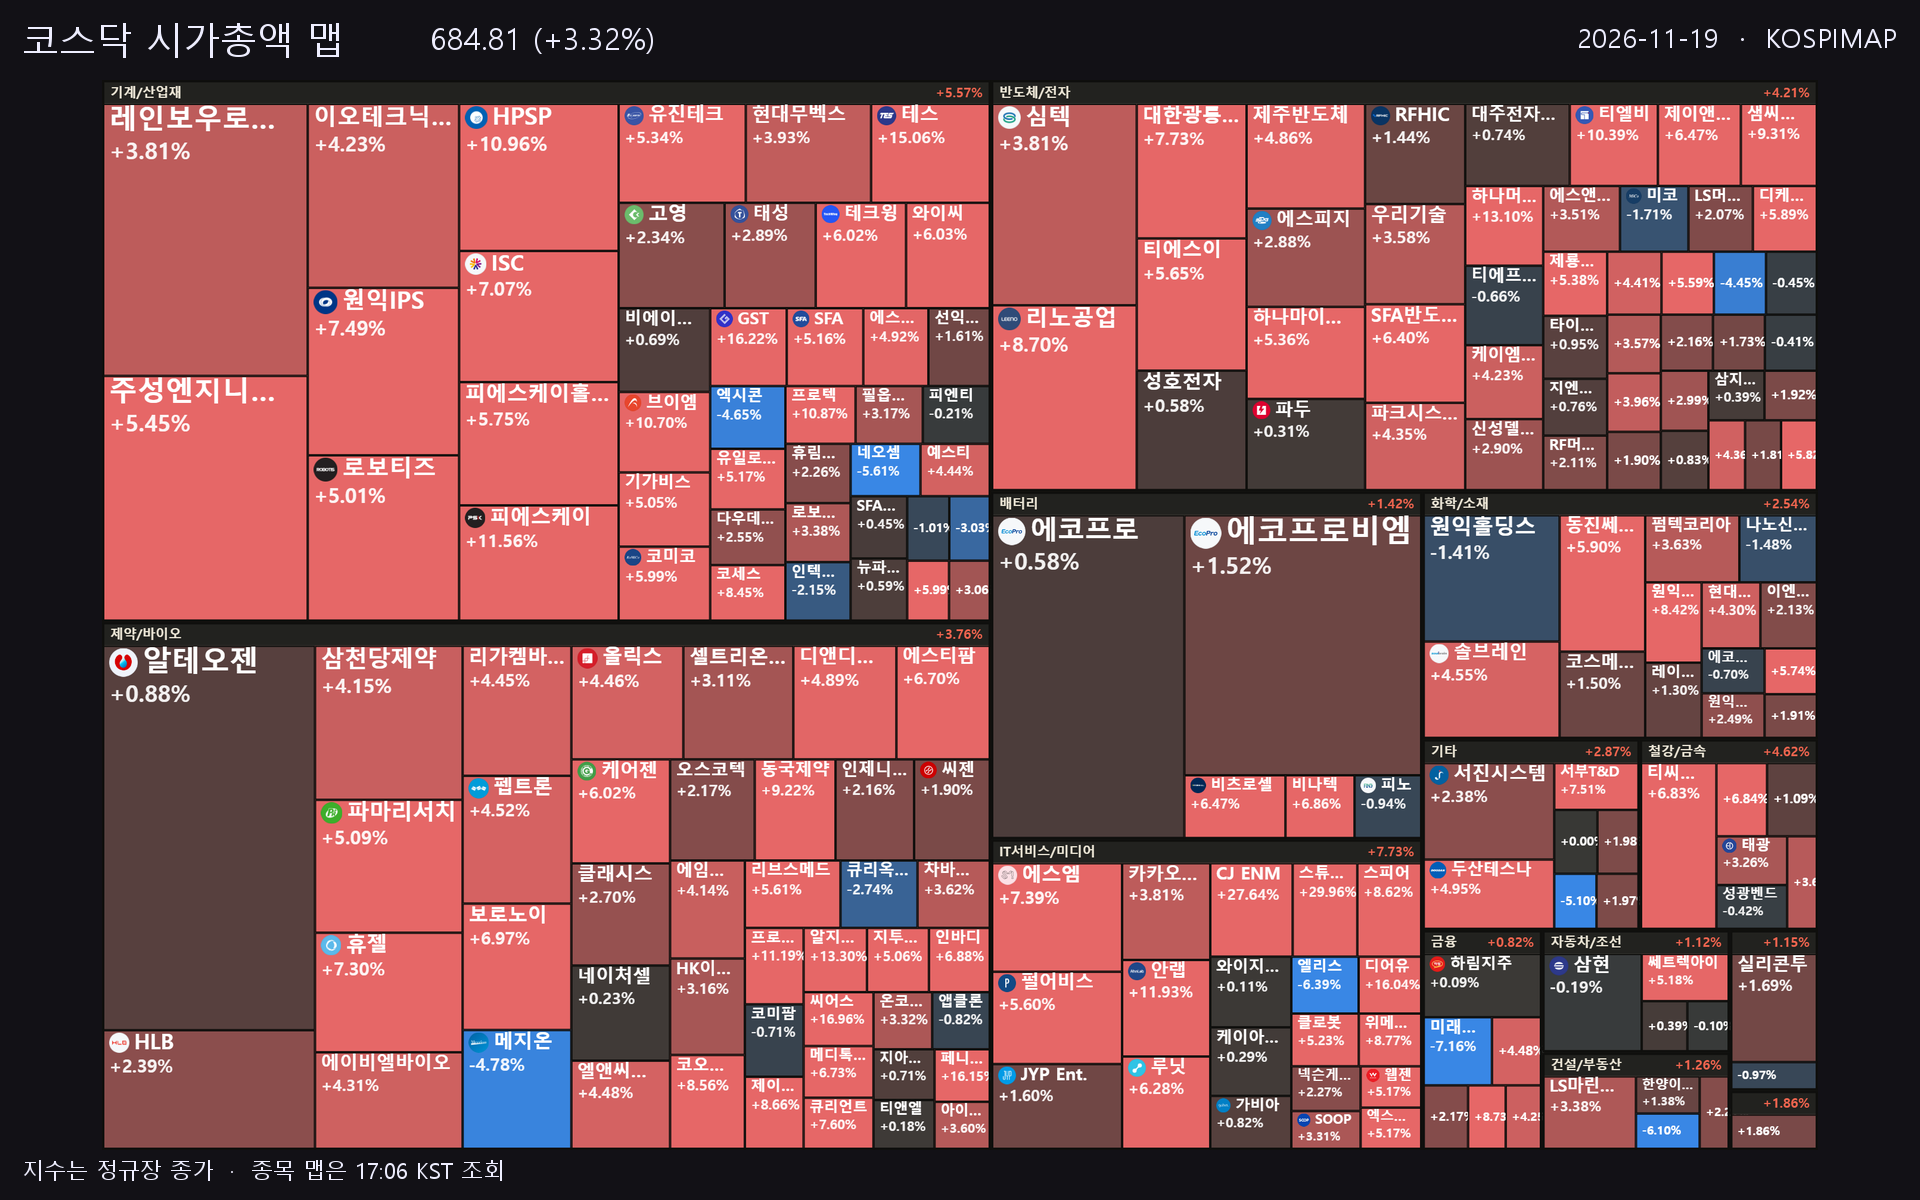 코스닥 시가총액 맵 684.81 (+3.32%) 2026-11-19 · KOSPIMAP
기계/산업재 +5.57%
레인보우로... +3.81%
이오테크닉... +4.23%
HPSP +10.96%
유진테크 +5.34%
현대무벡스 +3.93%
테스 +15.06%
고영 +2.34%
태성 +2.89%
테크윙 +6.02%
와이씨 +6.03%
ISC +7.07%
원익IPS +7.49%
비에이... +0.69%
GST +16.22%
SFA +5.16%
에스... +4.92%
선익... +1.61%
주성엔지니... +5.45%
피에스케이홀... +5.75%
브이엠 +10.70%
엑시콘 -4.65%
프로텍 +10.87%
필옵... +3.17%
피엔티 -0.21%
로보티즈 +5.01%
기가비스 +5.05%
유일로... +5.17%
휴림... +2.26%
네오셈 -5.61%
예스티 +4.44%
피에스케이 +11.56%
다우데... +2.55%
로보... +3.38%
SFA... +0.45%
-1.01%
-3.03%
코미코 +5.99%
코세스 +8.45%
인텍... -2.15%
뉴파... +0.59%
+5.99%
+3.06
제약/바이오 +3.76%
알테오젠 +0.88%
삼천당제약 +4.15%
리가켐바... +4.45%
올릭스 +4.46%
셀트리온... +3.11%
디앤디... +4.89%
에스티팜 +6.70%
케어젠 +6.02%
오스코텍 +2.17%
동국제약 +9.22%
인제니... +2.16%
씨젠 +1.90%
파마리서치 +5.09%
펩트론 +4.52%
클래시스 +2.70%
에임... +4.14%
리브스메드 +5.61%
큐리옥... -2.74%
차바... +3.62%
보로노이 +6.97%
휴젤 +7.30%
네이처셀 +0.23%
HK이... +3.16%
프로... +11.19%
알지... +13.30%
지투... +5.06%
인바디 +6.88%
코미팜 -0.71%
씨어스 +16.96%
온코... +3.32%
앱클론 -0.82%
HLB +2.39%
에이비엘바이오 +4.31%
메지온 -4.78%
엘앤씨... +4.48%
코오... +8.56%
제이... +8.66%
메디톡... +6.73%
지아... +0.71%
페니... +16.15%
큐리언트 +7.60%
티앤엘 +0.18%
아이... +3.60%
반도체/전자 +4.21%
심텍 +3.81%
대한광통... +7.73%
제주반도체 +4.86%
RFHIC +1.44%
대주전자... +0.74%
티엘비 +10.39%
제이앤... +6.47%
샘씨... +9.31%
하나머... +13.10%
에스앤... +3.51%
미코 -1.71%
LS머... +2.07%
디케... +5.89%
에스피지 +2.88%
우리기술 +3.58%
티에스이 +5.65%
티에프... -0.66%
제룡... +5.38%
+4.41%
+5.59%
-4.45%
-0.45%
리노공업 +8.70%
하나마이... +5.36%
SFA반도... +6.40%
케이엠... +4.23%
타이... +0.95%
+3.57%
+2.16%
+1.73%
-0.41%
성호전자 +0.58%
파두 +0.31%
파크시스... +4.35%
신성델... +2.90%
지엔... +0.76%
+3.96%
+2.99%
삼지... +0.39%
+1.92%
RF머... +2.11%
+1.90%
+0.83%
+4.36
+1.81
+5.82
배터리 +1.42%
에코프로 +0.58%
에코프로비엠 +1.52%
비츠로셀 +6.47%
비나텍 +6.86%
피노 -0.94%
화학/소재 +2.54%
원익홀딩스 -1.41%
동진쎄... +5.90%
펌텍코리아 +3.63%
나노신... -1.48%
원익... +8.42%
현대... +4.30%
이엔... +2.13%
솔브레인 +4.55%
코스메... +1.50%
레이... +1.30%
에코... -0.70%
+5.74%
원익... +2.49%
+1.91%
기타 +2.87%
서진시스템 +2.38%
서부T&D +7.51%
+0.00%
+1.98
두산테스나 +4.95%
-5.10%
+1.97
철강/금속 +4.62%
티씨... +6.83%
+6.84%
+1.09%
태광 +3.26%
+3.6
성광벤드 -0.42%
IT서비스/미디어 +7.73%
에스엠 +7.39%
카카오... +3.81%
CJ ENM +27.64%
스튜... +29.96%
스피어 +8.62%
펄어비스 +5.60%
안랩 +11.93%
와이지... +0.11%
엘리스 -6.39%
디어유 +16.04%
케이아... +0.29%
클로봇 +5.23%
위메... +8.77%
JYP Ent. +1.60%
루닛 +6.28%
가비아 +0.82%
넥슨게... +2.27%
웹젠 +5.17%
SOOP +3.31%
엑스... +5.17%
금융 +0.82%
하림지주 +0.09%
미래... -7.16%
+4.48%
+2.17%
+8.73
+4.25
자동차/조선 +1.12%
삼현 -0.19%
쎄트렉아이 +5.18%
+0.39%
-0.10%
+1.15%
실리콘투 +1.69%
-0.97%
건설/부동산 +1.26%
LS마린... +3.38%
한양이... +1.38%
-6.10%
+2.2
+1.86%
+1.86%
지수는 정규장 종가 · 종목 맵은 17:06 KST 조회